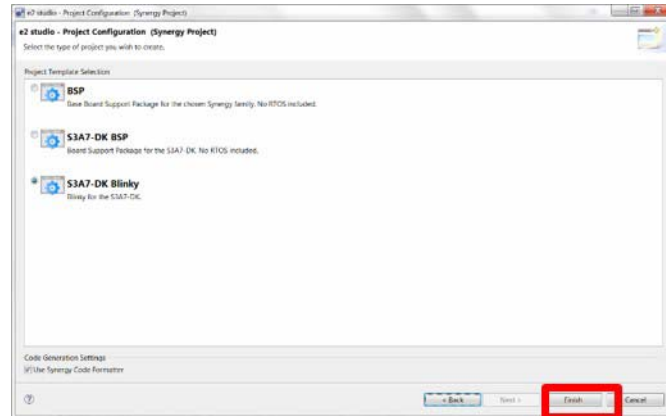 e2 studio - Project Configuration (Synergy Project)
e2 studio - Project Configuration (Synergy Project)
Select the type of project you wish to create.
Project Template Selection
BSP
Base Board Support Package for the chosen Synergy family. No RTOS included.
S3A7-DK BSP
Board Support Package for the S3A7-DK. No RTOS included.
S3A7-DK Blinky
Blinky for the S3A7-DK.
Code Generation Settings
Use Synergy Code Formatter
< Back Next > Finish Cancel